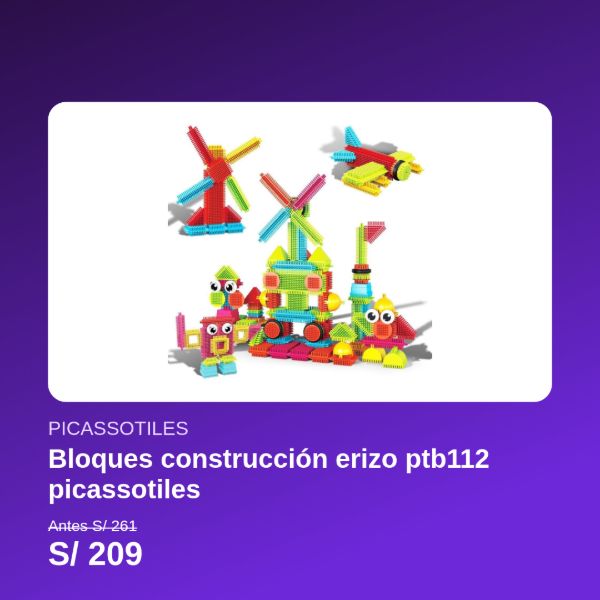 PICASSOTILES
Bloques construcción erizo ptb112
picassotiles
Antes S/ 261
S/ 209